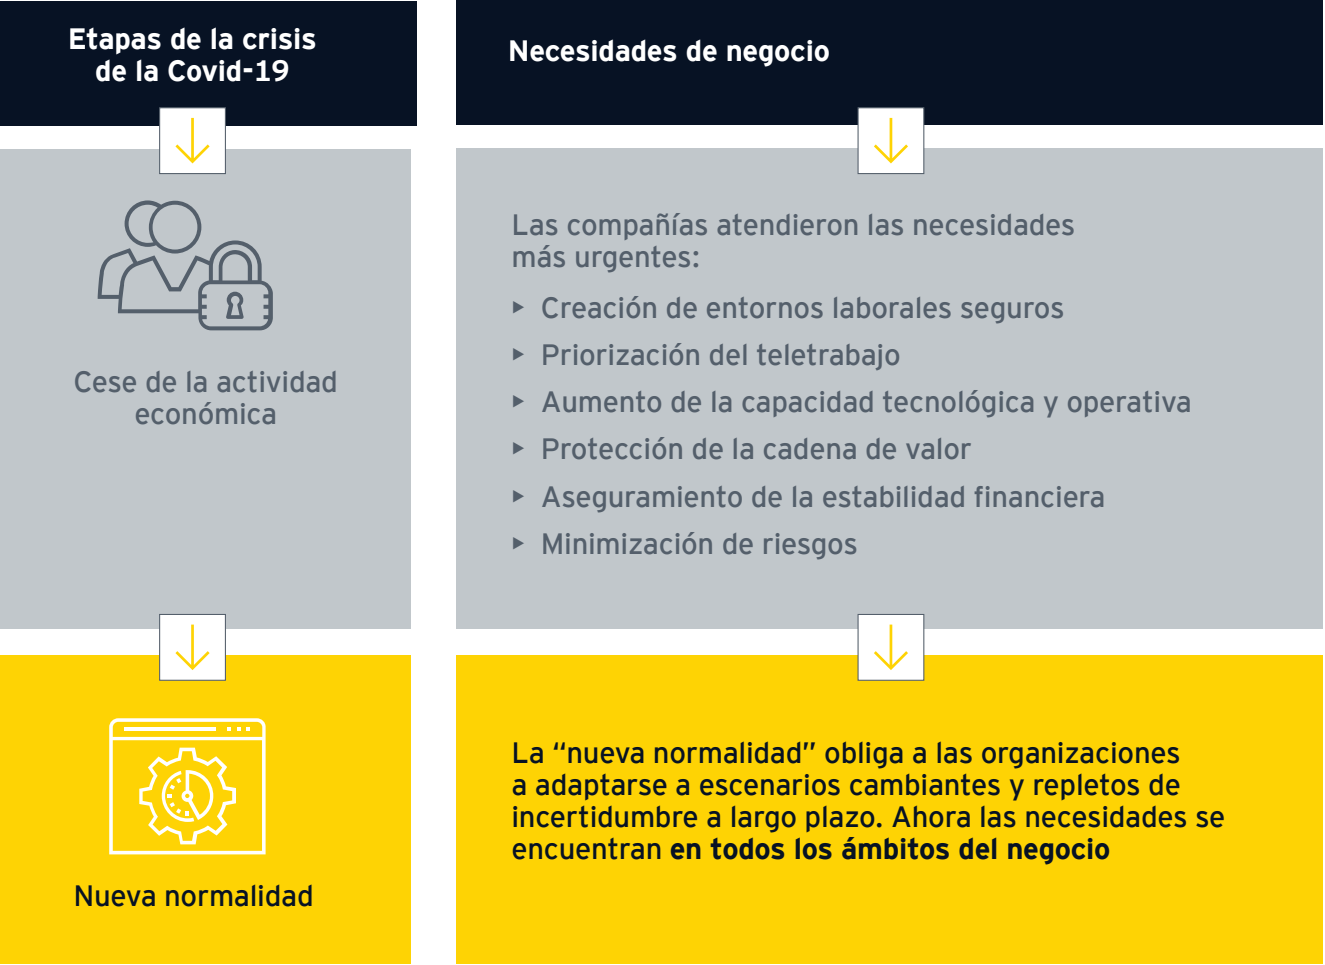 Etapas de la crisis
de la Covid-19
Necesidades de negocio
Cese de la actividad
económica
Las compañías atendieron las necesidades
más urgentes:
‣ Creación de entornos laborales seguros
‣ Priorización del teletrabajo
‣ Aumento de la capacidad tecnológica y operativa
‣ Protección de la cadena de valor
‣ Aseguramiento de la estabilidad financiera
‣ Minimización de riesgos
Nueva normalidad
La “nueva normalidad” obliga a las organizaciones
a adaptarse a escenarios cambiantes y repletos de
incertidumbre a largo plazo. Ahora las necesidades se
encuentran en todos los ámbitos del negocio